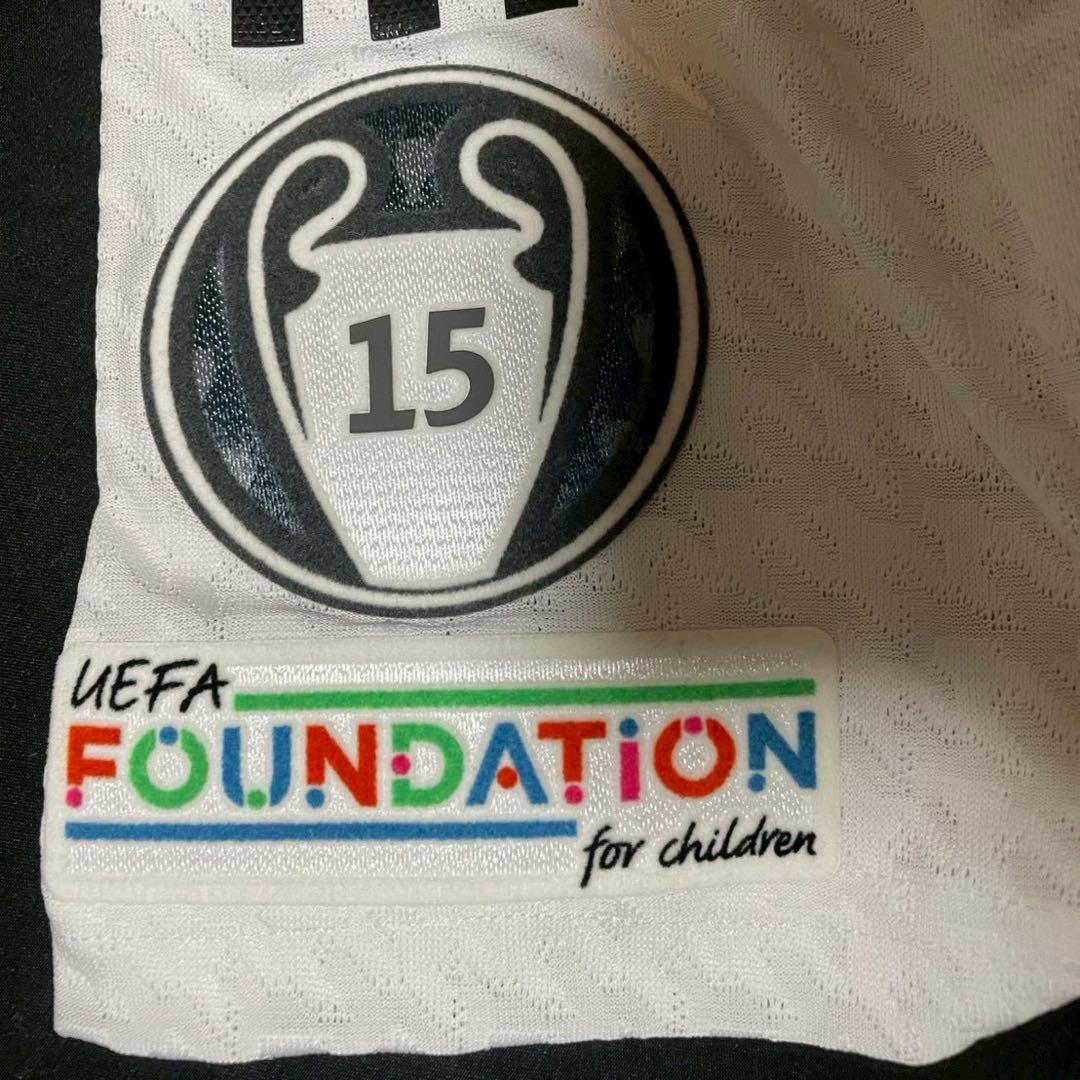 15
UEFA
FOUNDATION
for children